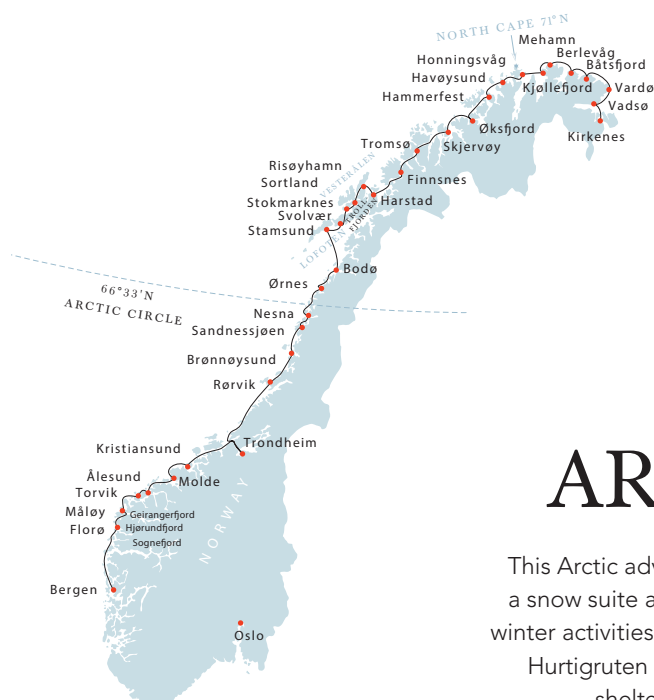 NORTH CAPE 71°N
Mehamn
Berlevåg
Honningsvåg
Båtsfjord
Havøysund
Kjøllefjord
Vardø
Hammerfest
Vadsø
Øksfjord
Kirkenes
Tromsø
Skjervøy
VESTERÅLEN
Risøyhamn
Finnsnes
Sortland
Harstad
Stokmarknes
TROLL-
FJORDEN
Svolvær
Stamsund
LOFOTEN
Bodø
Ørnes
66°33'N
ARCTIC CIRCLE
Nesna
Sandnessjøen
Brønnøysund
Rørvik
Trondheim
Kristiansund
Ålesund
Molde
Torvik
Måløy
Geirangerfjord
Florø
Hjørundfjord
Sognefjord
NORWAY
Bergen
Oslo
AR
This Arctic adv
a snow suite a
winter activities
Hurtigruten
shelte